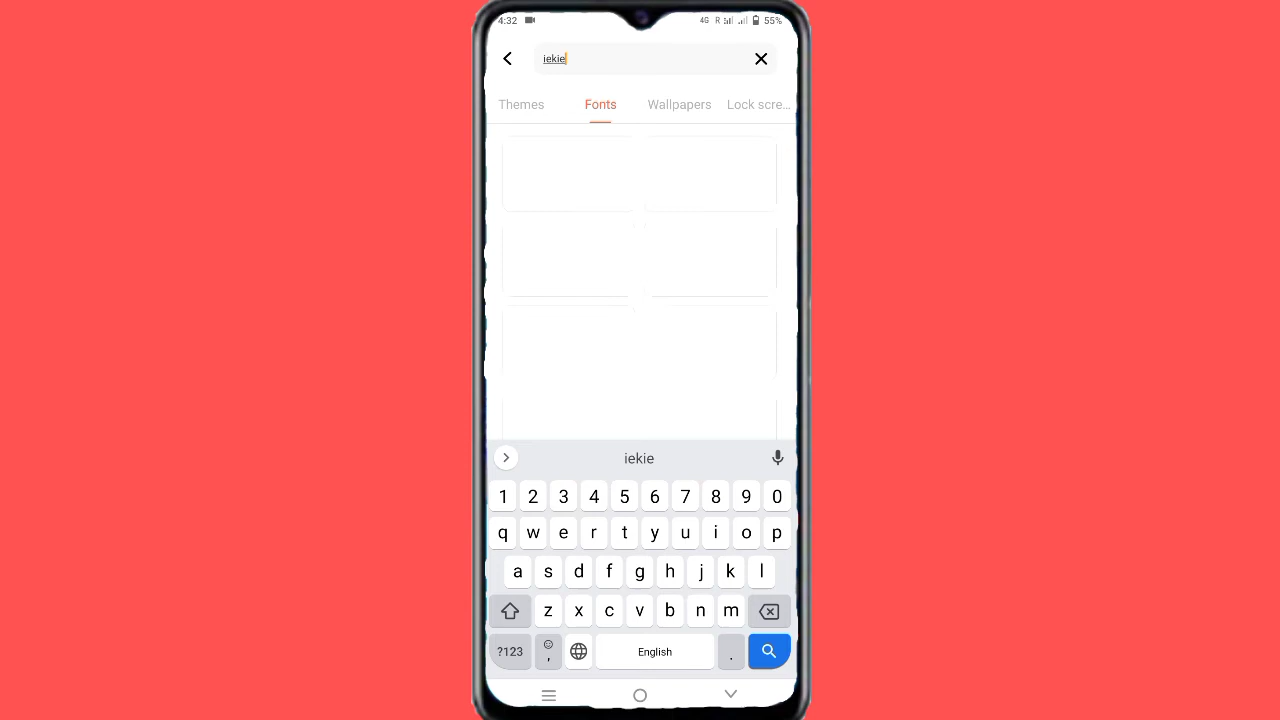 4:32 4G R 55%
iekie
Themes Fonts Wallpapers Lock scre...
iekie
1 2 3 4 5 6 7 8 9 0
q w e r t y u i o p
a s d f g h j k l
z x c v b n m
?123 , English .